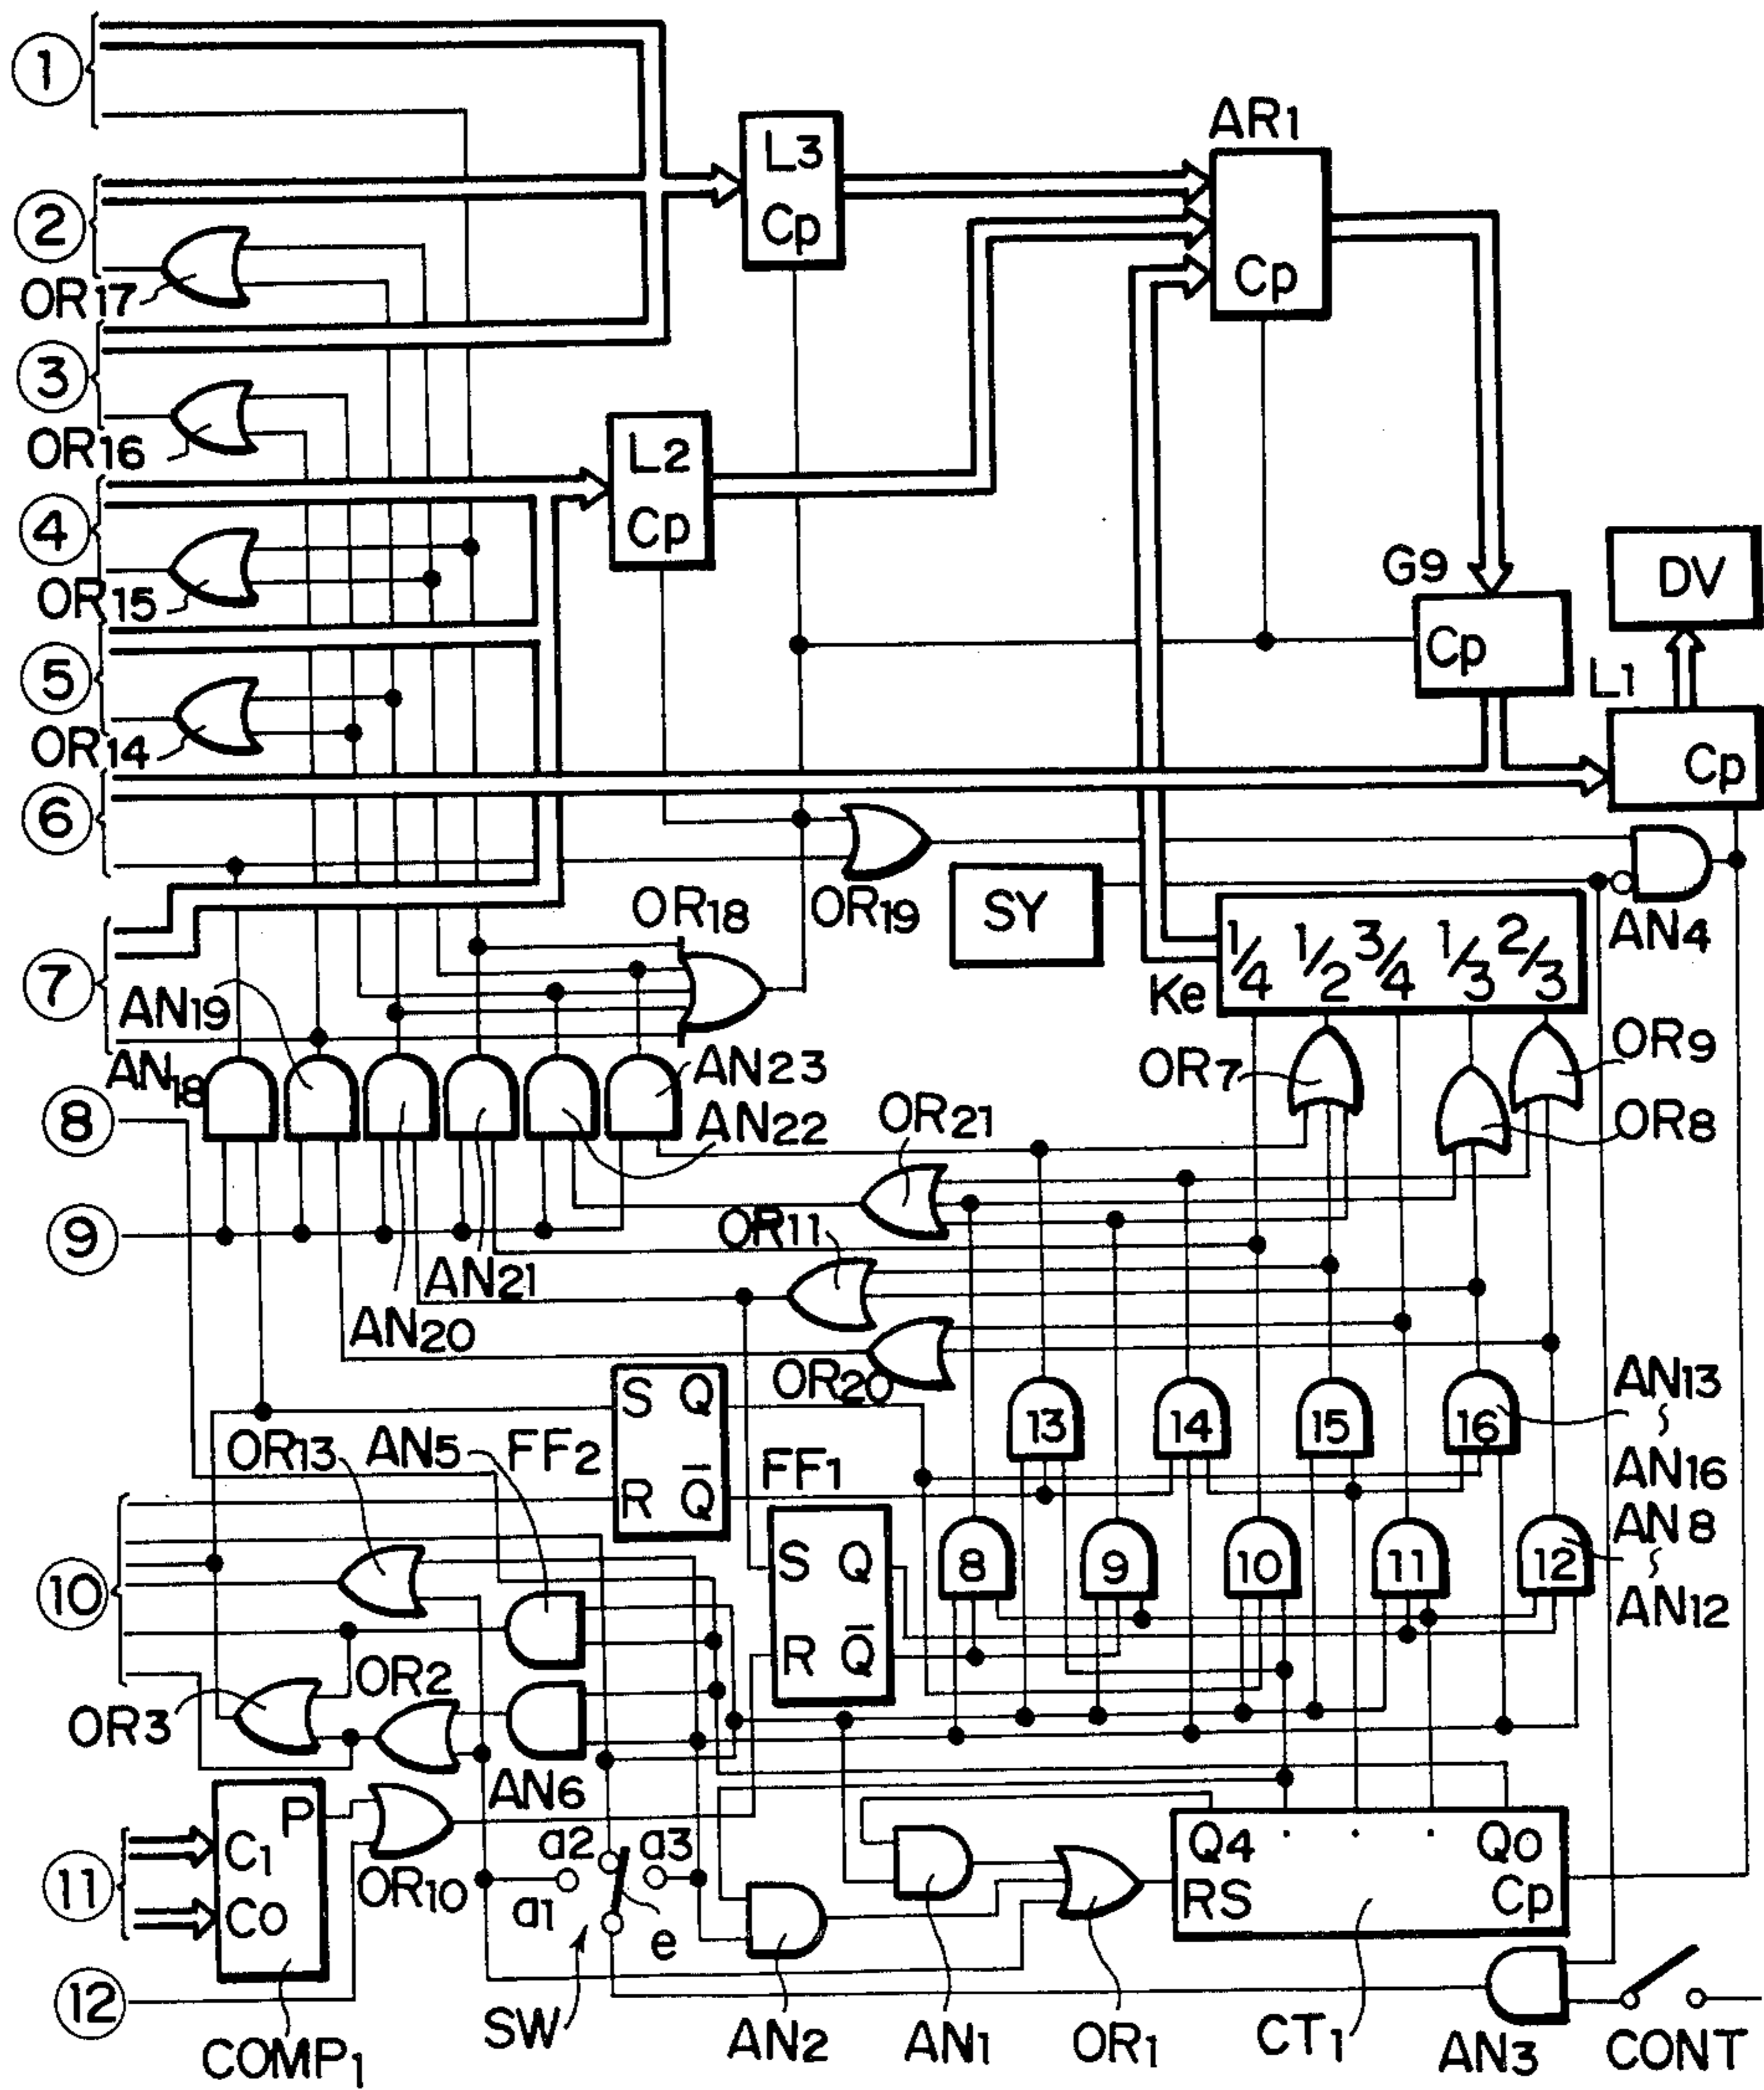 1
AR1
L3
Cp
2
Cp
OR17
3
OR16
L2
Cp
4
G9
DV
OR15
Cp
5
L1
OR14
Cp
6
OR18
OR19
SY
AN4
1/4 1/2 3/4 1/3 2/3
Ke
7
AN19
OR9
AN18
AN23
OR7
8
AN22
OR21
OR8
9
OR11
AN21
AN20
OR20
AN13
S Q
13 14 15 16
OR13 AN5 FF2
FF1
AN16
R Q̅
AN8
10
S Q
8 9 10 11 12
AN12
R Q̅
OR2
OR3
AN6
P
a2 a3
Q4 . . . Q0
C1
11
OR10
a1
RS Cp
C0
e
12
SW
AN2 AN1 OR1 CT1 AN3 CONT
COMP1